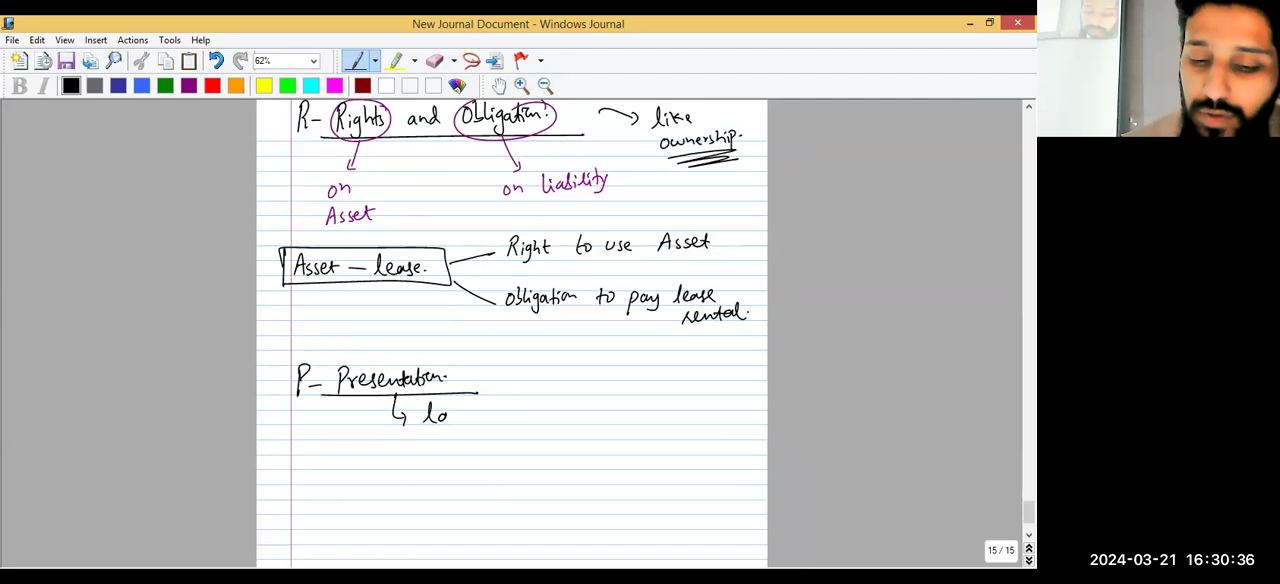 New Journal Document - Windows Journal
File Edit View Insert Actions Tools Help
62%
B I
R- Rights and Obligation: like
ownership.
on on liability
Asset
Asset - lease. Right to use Asset
Obligation to pay lease
rental.
P- Presentation.
lo
15 / 15
2024-03-21 16:30:36